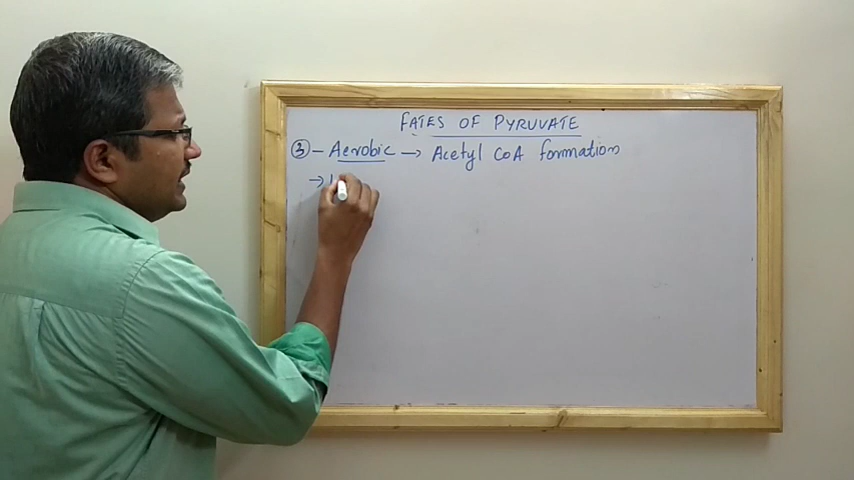 FATES OF PYRUVATE
③ - Aerobic → Acetyl CoA formation
→